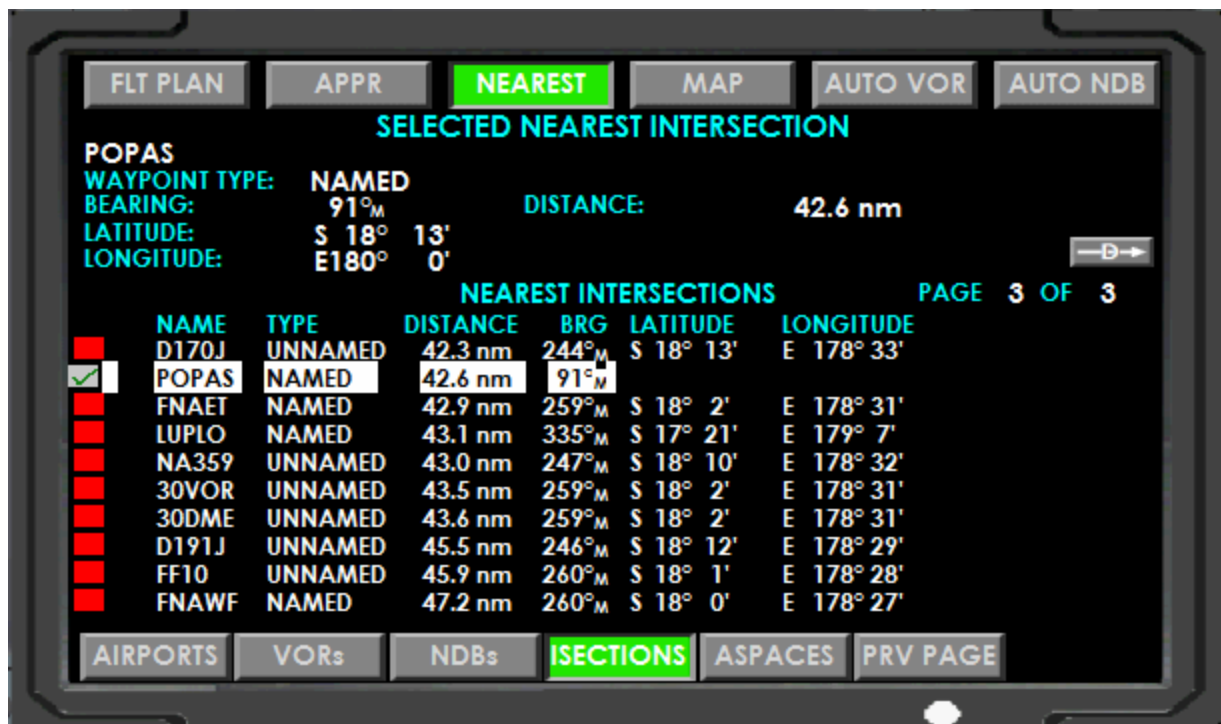 FLT PLAN APPR NEAREST MAP AUTO VOR AUTO NDB
SELECTED NEAREST INTERSECTION
POPAS
WAYPOINT TYPE: NAMED
BEARING: 91°M DISTANCE: 42.6 nm
LATITUDE: S 18° 13'
LONGITUDE: E180° 0'
D
NEAREST INTERSECTIONS PAGE 3 OF 3
NAME TYPE DISTANCE BRG LATITUDE LONGITUDE
D170J UNNAMED 42.3 nm 244°M S 18° 13' E 178° 33'
POPAS NAMED 42.6 nm 91°M
FNAET NAMED 42.9 nm 259°M S 18° 2' E 178° 31'
LUPLO NAMED 43.1 nm 335°M S 17° 21' E 179° 7'
NA359 UNNAMED 43.0 nm 247°M S 18° 10' E 178° 32'
30VOR UNNAMED 43.5 nm 259°M S 18° 2' E 178° 31'
30DME UNNAMED 43.6 nm 259°M S 18° 2' E 178° 31'
D191J UNNAMED 45.5 nm 246°M S 18° 12' E 178° 29'
FF10 UNNAMED 45.9 nm 260°M S 18° 1' E 178° 28'
FNAWF NAMED 47.2 nm 260°M S 18° 0' E 178° 27'
AIRPORTS VORs NDBs ISECTIONS ASPACES PRV PAGE